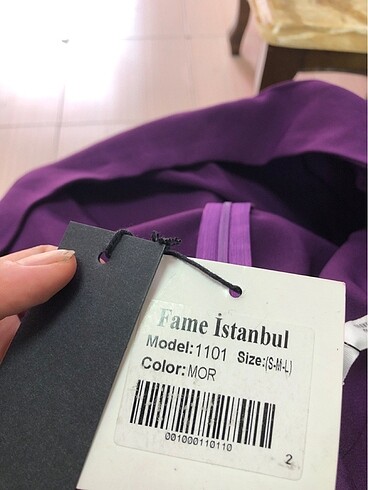 Fame İstanbul
Model:1101 Size:(S-M-L)
Color:MOR
001000110110
2